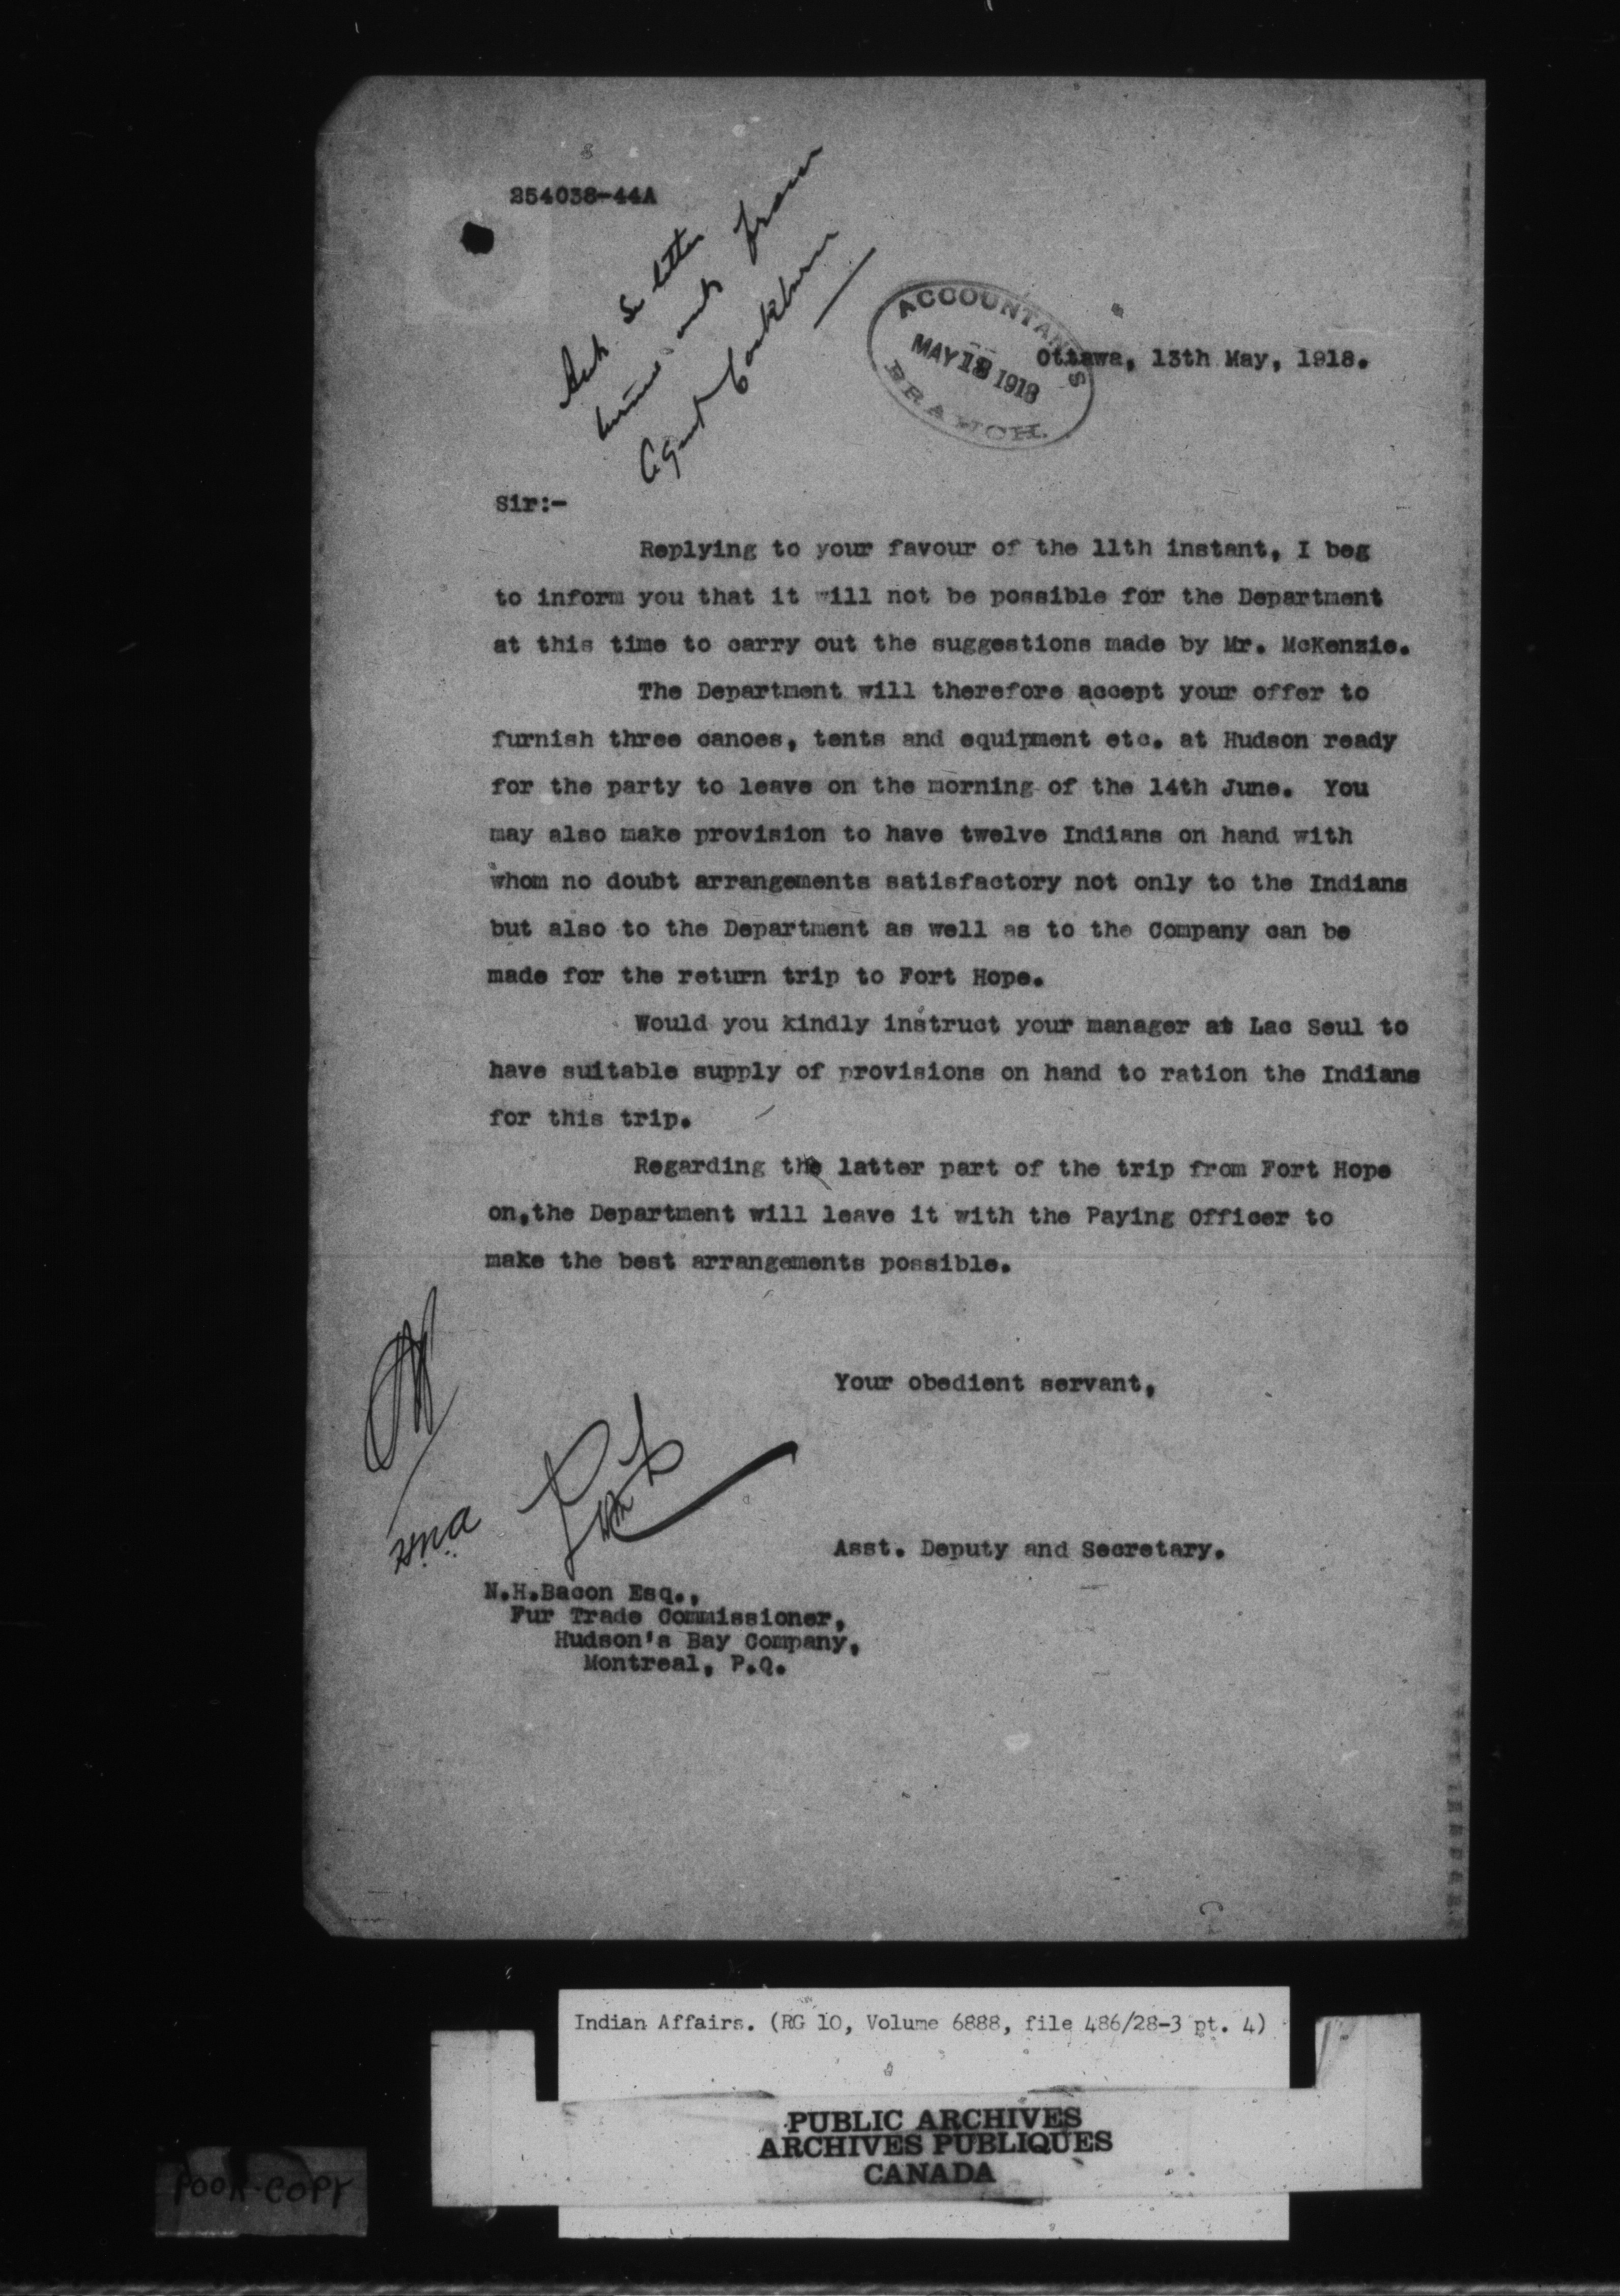 254038-44A
letter
from
Agent Cockburn
ACCOUNTANTS
MAY 18 1918
BRANCH.
Ottawa, 13th May, 1918.
Sir:-
Replying to your favour of the 11th instant, I beg
to inform you that it will not be possible for the Department
at this time to carry out the suggestions made by Mr. McKenzie.
The Department will therefore accept your offer to
furnish three canoes, tents and equipment etc. at Hudson ready
for the party to leave on the morning of the 14th June. You
may also make provision to have twelve Indians on hand with
whom no doubt arrangements satisfactory not only to the Indians
but also to the Department as well as to the Company can be
made for the return trip to Fort Hope.
Would you kindly instruct your manager at Lac Seul to
have suitable supply of provisions on hand to ration the Indians
for this trip.
Regarding the latter part of the trip from Fort Hope
on,the Department will leave it with the Paying Officer to
make the best arrangements possible.
Your obedient servant,
Asst. Deputy and Secretary.
N.H.Bacon Esq.,
Fur Trade Commissioner,
Hudson's Bay Company,
Montreal, P.Q.
Indian Affairs. (RG 10, Volume 6888, file 486/28-3 pt. 4)
PUBLIC ARCHIVES
ARCHIVES PUBLIQUES
CANADA
POOR COPY